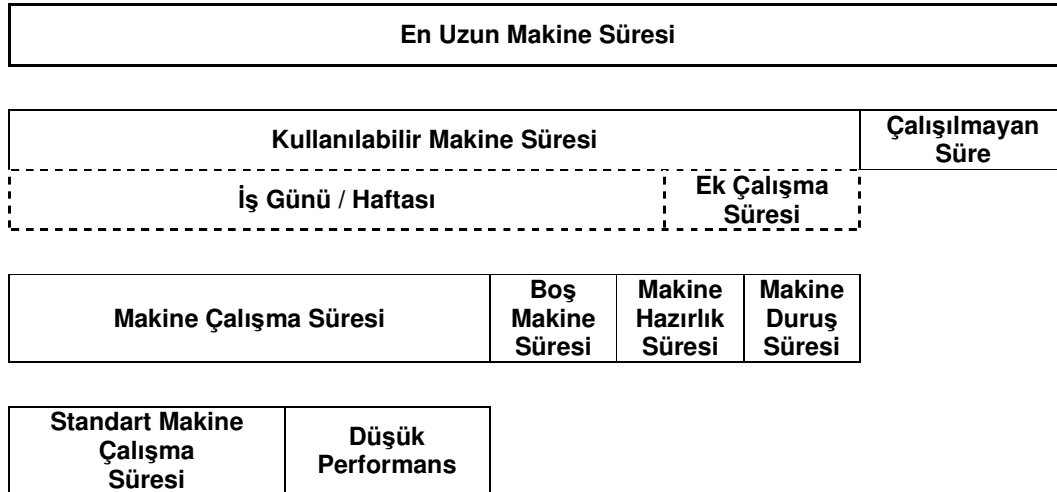 En Uzun Makine Süresi
Kullanılabilir Makine Süresi
Çalışılmayan
Süre
İş Günü / Haftası
Ek Çalışma
Süresi
Makine Çalışma Süresi
Boş
Makine
Süresi
Makine
Hazırlık
Süresi
Makine
Duruş
Süresi
Standart Makine
Çalışma
Süresi
Düşük
Performans